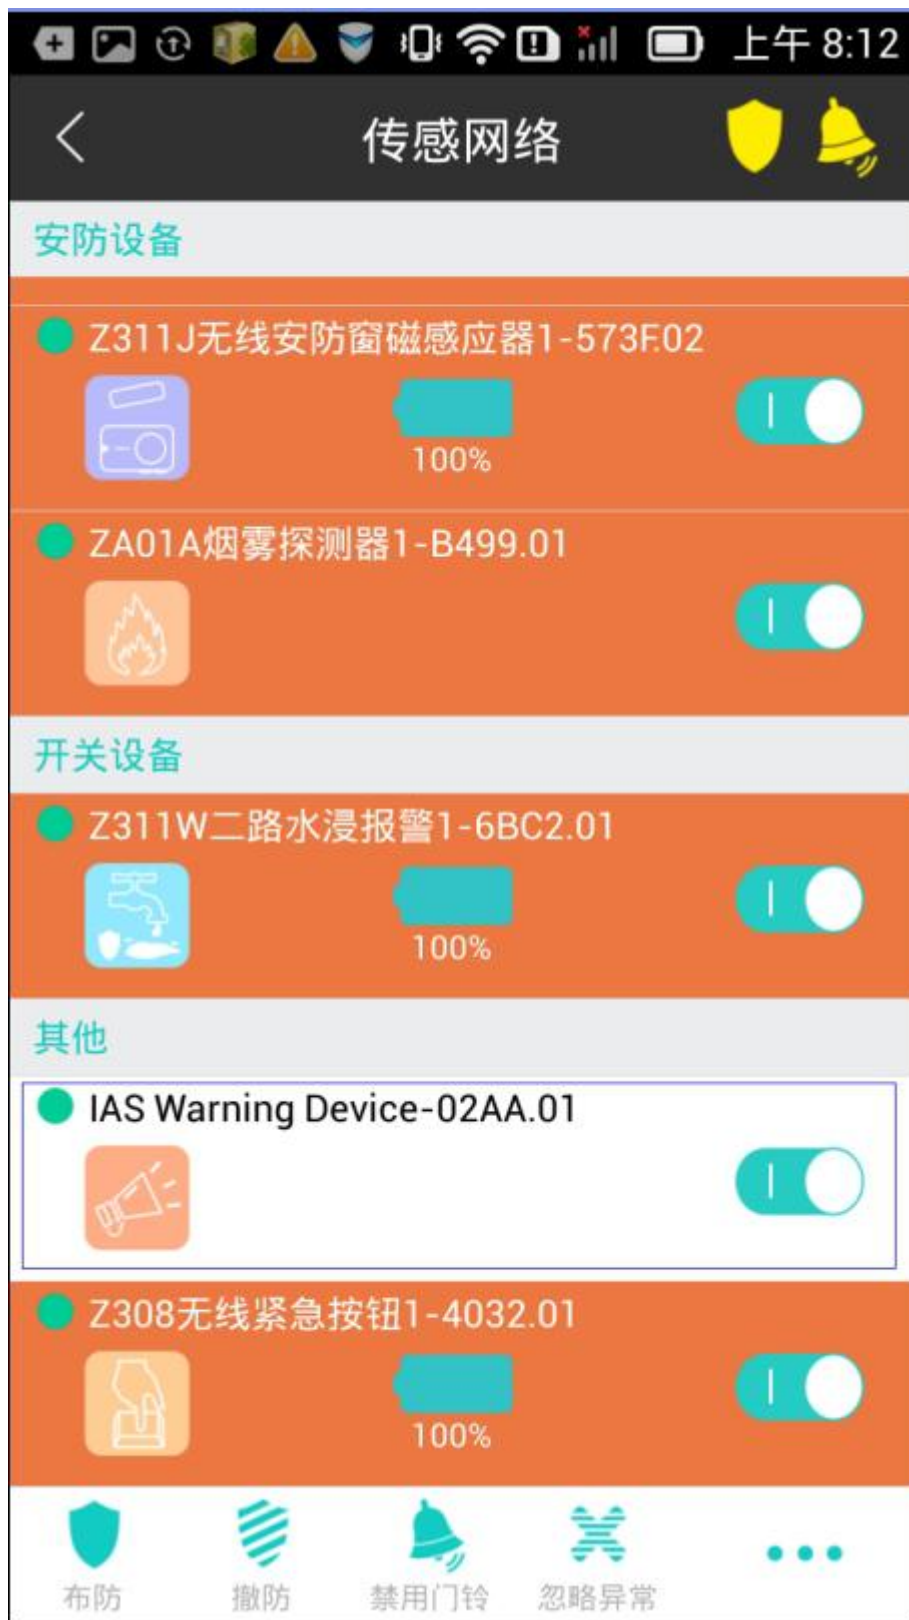 上午 8:12
传感网络
安防设备
Z311J无线安防窗磁感应器1-573F.02
100%
ZA01A烟雾探测器1-B499.01
开关设备
Z311W二路水浸报警1-6BC2.01
100%
其他
IAS Warning Device-02AA.01
Z308无线紧急按钮1-4032.01
100%
布防 撤防 禁用门铃 忽略异常